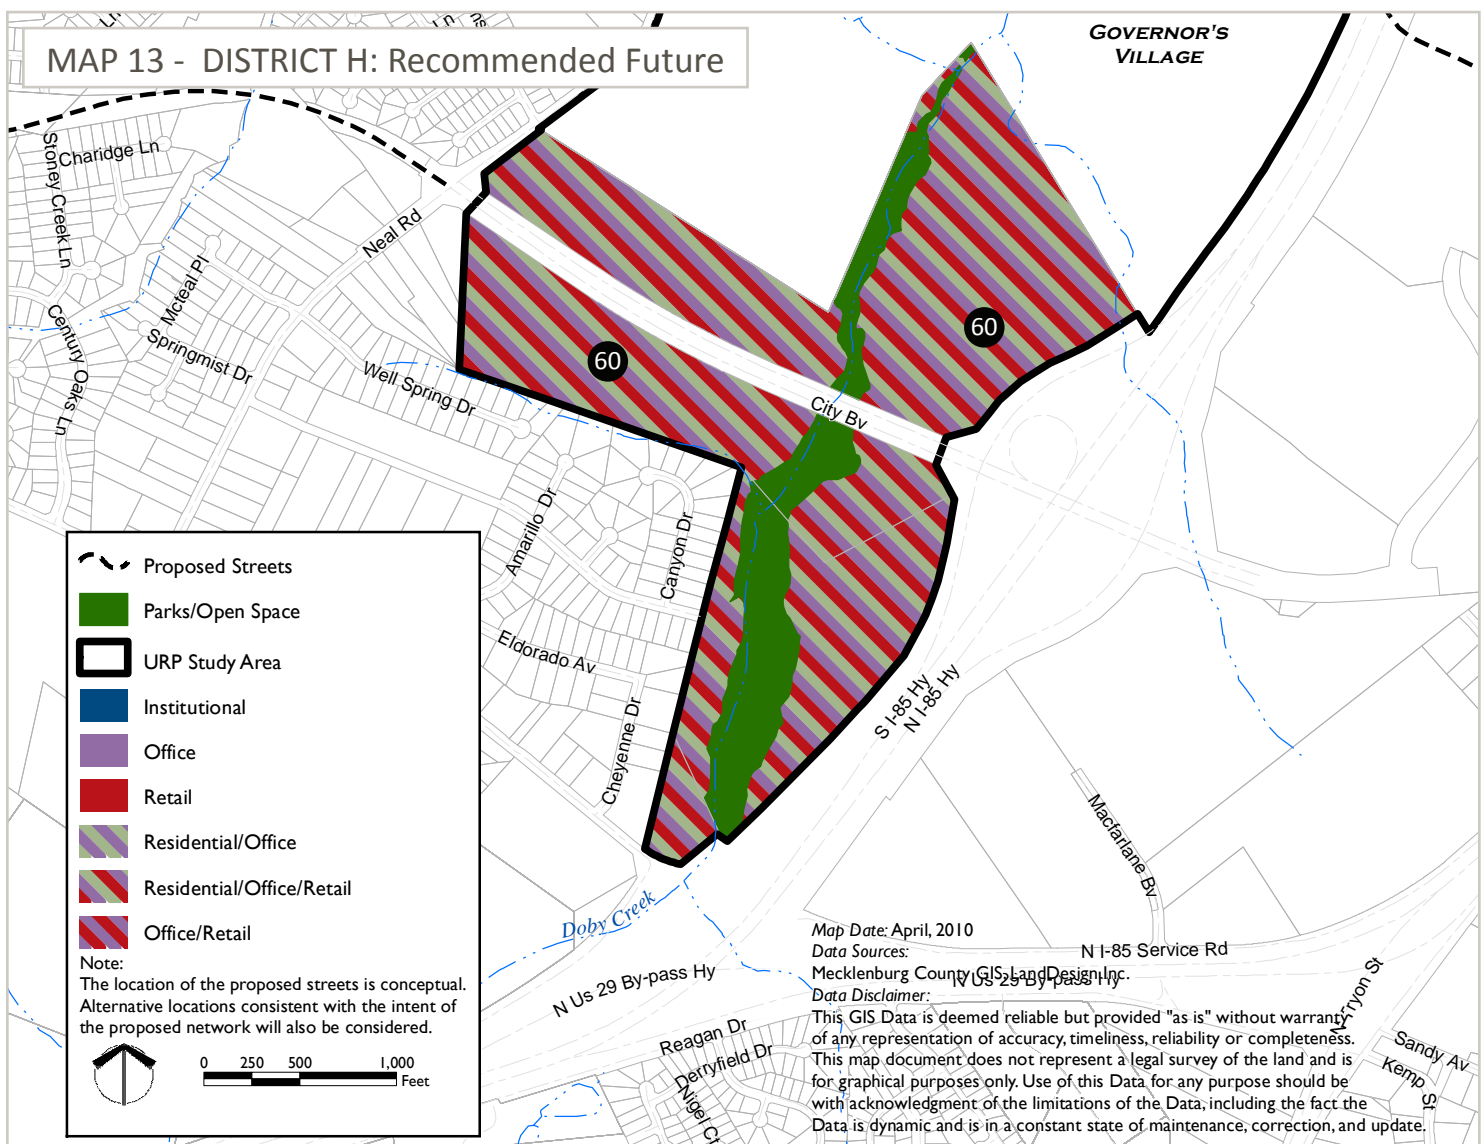 MAP 13 - DISTRICT H: Recommended Future
GOVERNOR'S
VILLAGE
Ln
Ln
Stoney Creek Ln
Charidge Ln
Neal Rd
Mcteal Pl
S
Springmist Dr
Century Oaks Ln
Well Spring Dr
60
60
City Bv
Amarillo Dr
Canyon Dr
Eldorado Av
Cheyenne Dr
S I-85 Hy
N I-85 Hy
Macfarlane Bv
Doby Creek
N Us 29 By-pass Hy
N I-85 Service Rd
N Us 29 By-pass Hy
N Tryon St
Sandy Av
Kemp St
Reagan Dr
Derryfield Dr
Nigel Ct
Proposed Streets
Parks/Open Space
URP Study Area
Institutional
Office
Retail
Residential/Office
Residential/Office/Retail
Office/Retail
Note:
The location of the proposed streets is conceptual.
Alternative locations consistent with the intent of
the proposed network will also be considered.
0 250 500 1,000
Feet
Map Date: April, 2010
Data Sources:
Mecklenburg County GIS, LandDesign Inc.
Data Disclaimer:
This GIS Data is deemed reliable but provided "as is" without warranty
of any representation of accuracy, timeliness, reliability or completeness.
This map document does not represent a legal survey of the land and is
for graphical purposes only. Use of this Data for any purpose should be
with acknowledgment of the limitations of the Data, including the fact the
Data is dynamic and is in a constant state of maintenance, correction, and update.